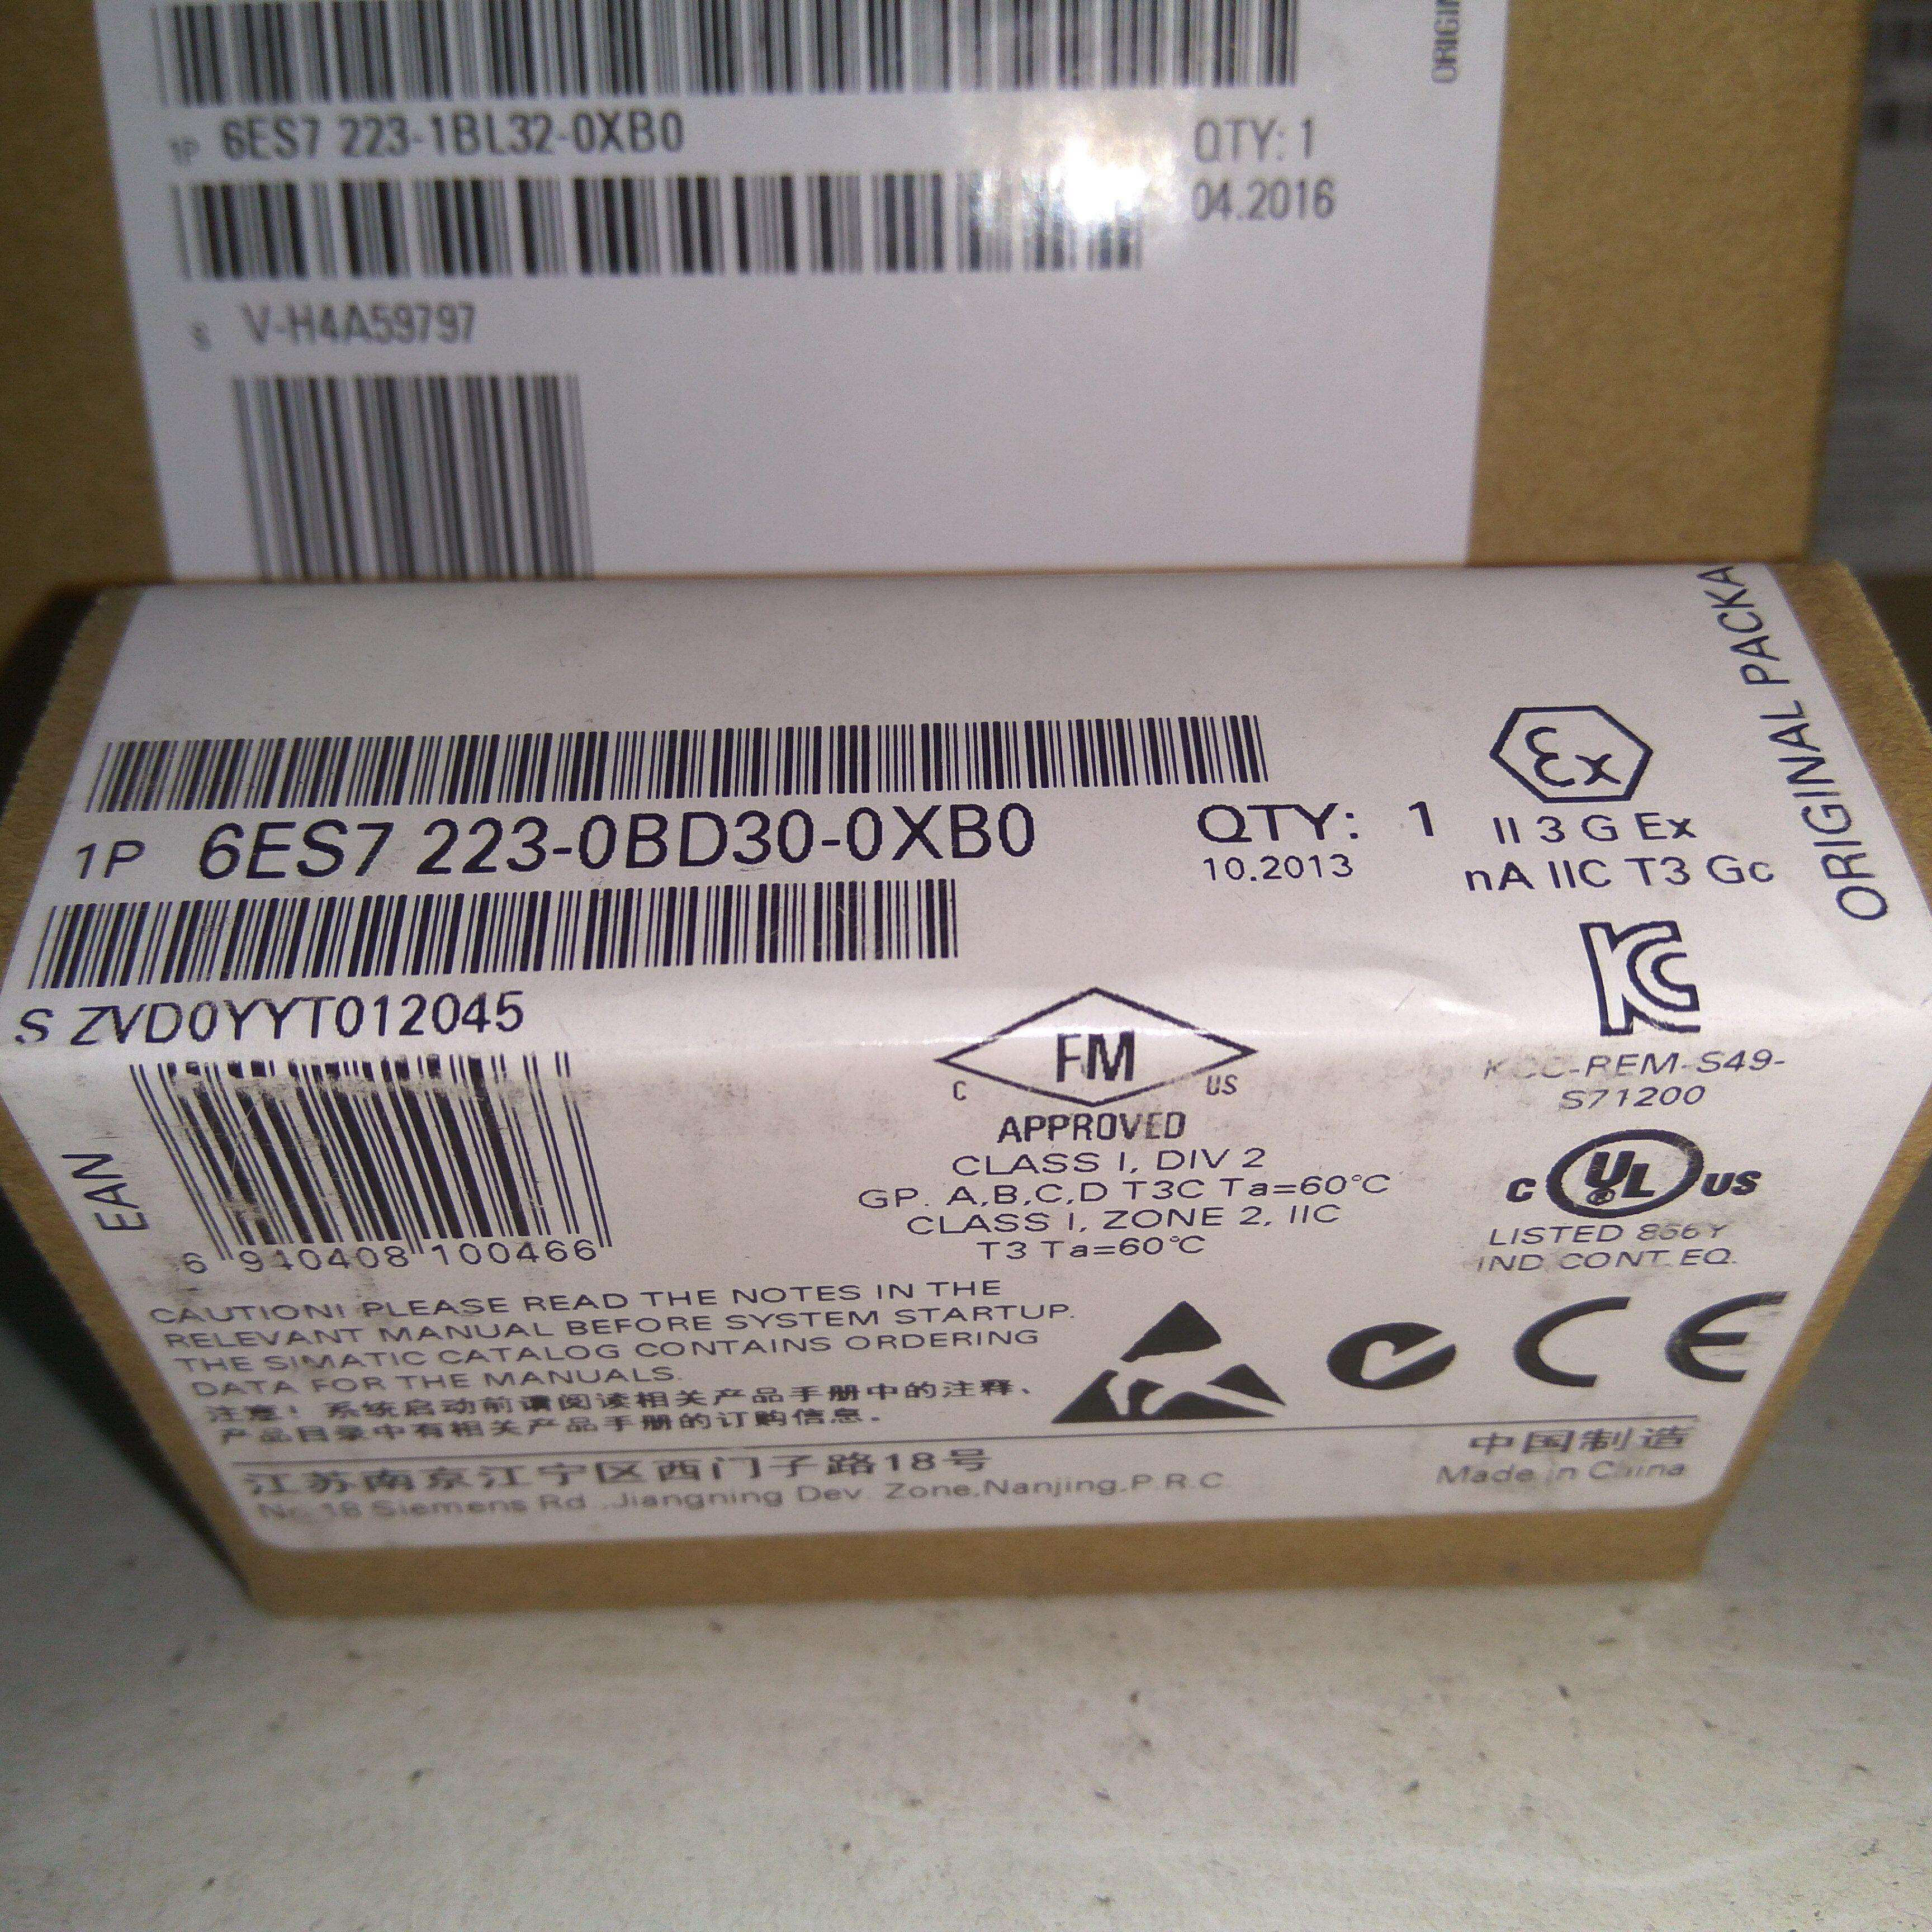 ORIGIN
1P 6ES7 223-1BL32-0XB0
QTY: 1
04.2016
S V-H4A59797
ORIGINAL PACKA
1P 6ES7 223-0BD30-0XB0
QTY: 1
10.2013
Ex
II 3 G Ex
nA IIC T3 Gc
S ZVD0YYT012045
KC
KCC-REM-S49-
S71200
EAN
6 940408 100466
FM
C US
APPROVED
CLASS I, DIV 2
GP. A,B,C,D T3C Ta=60°C
CLASS I, ZONE 2, IIC
T3 Ta=60°C
C UL US
LISTED 866Y
IND CONT EQ.
CAUTION! PLEASE READ THE NOTES IN THE
RELEVANT MANUAL BEFORE SYSTEM STARTUP.
THE SIMATIC CATALOG CONTAINS ORDERING
DATA FOR THE MANUALS.
注意！系统启动前请阅读相关产品手册中的注释、
产品目录中有相关产品手册的订购信息。
CE
江苏南京江宁区西门子路18号
No.18 Siemens Rd.,Jiangning Dev. Zone,Nanjing,P.R.C
中国制造
Made in China